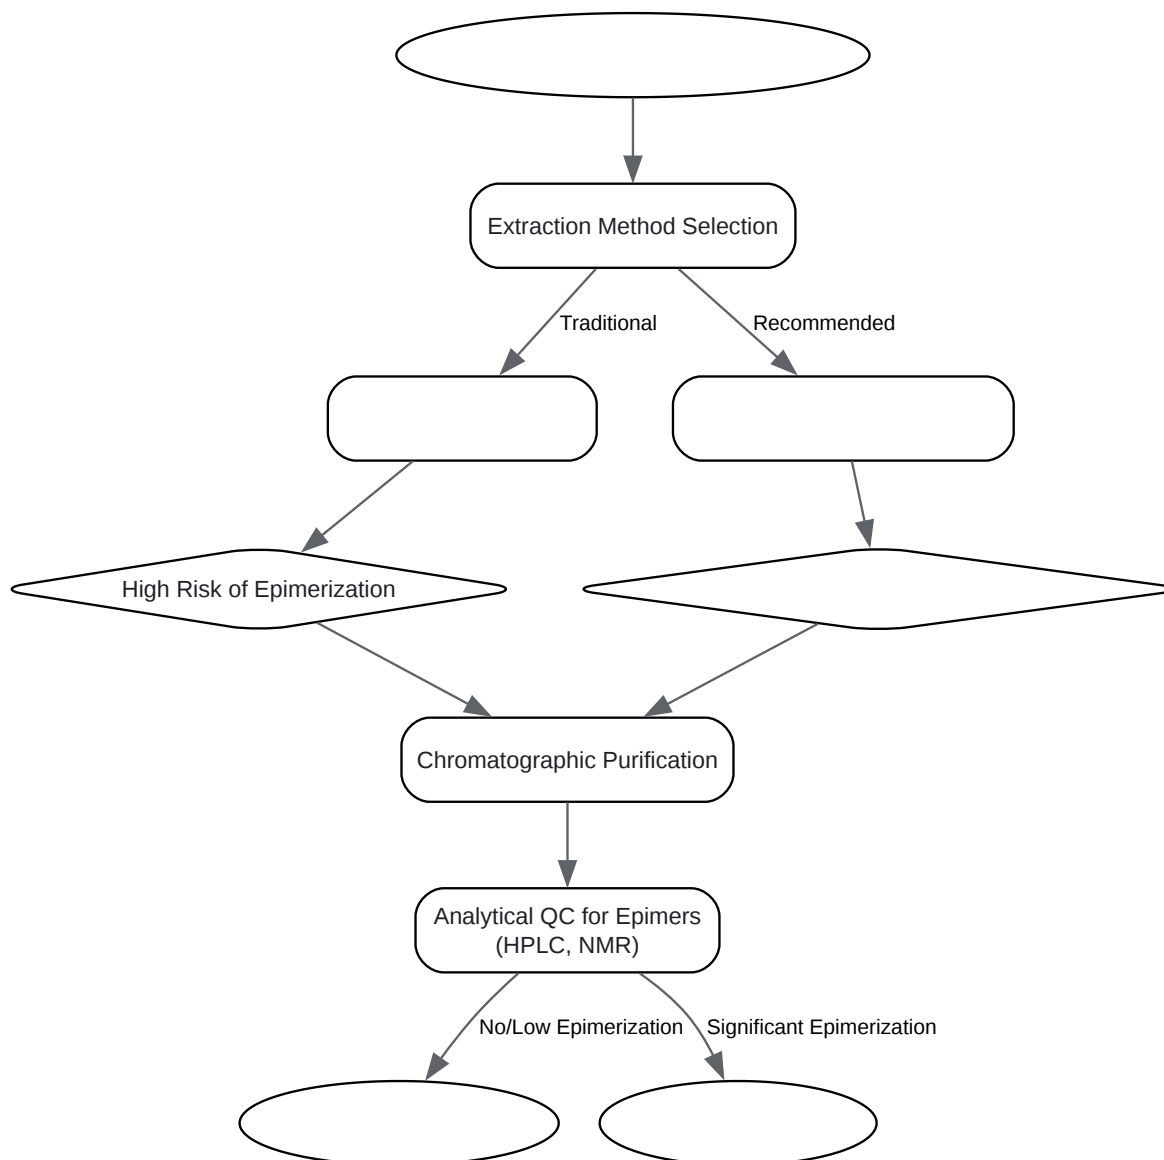 Extraction Method Selection
Traditional
Recommended
High Risk of Epimerization
Chromatographic Purification
Analytical QC for Epimers
(HPLC, NMR)
No/Low Epimerization
Significant Epimerization